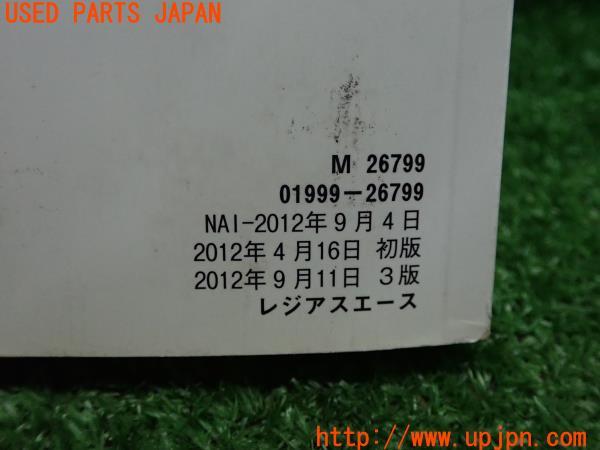 USED PARTS JAPAN
M 26799
01999－26799
NAI-2012年9月4日
2012年4月16日 初版
2012年9月11日 3版
レジアスエース
http://www.upjpn.com/